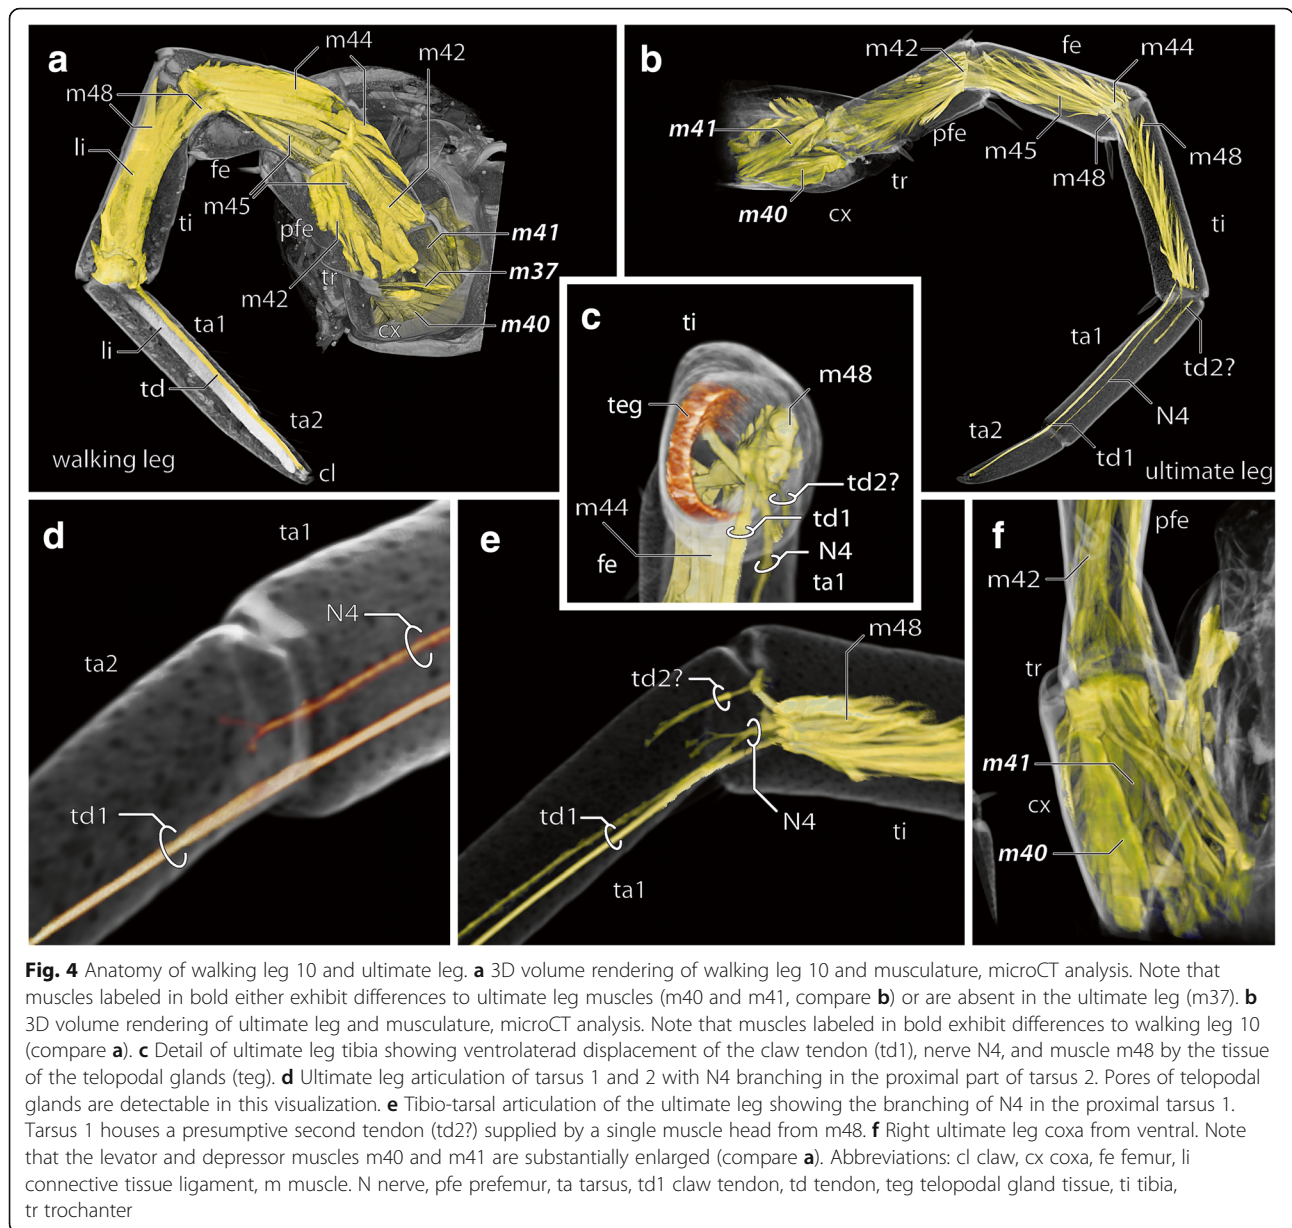 a
m44
m42
m48
li
fe
m45
ti
pfe
m41
m37
tr
m42
m40
cx
ta1
li
td
ta2
cl
walking leg
b
m42
fe
m44
m41
pfe
m45
m48
m48
m40
cx
tr
ti
ta1
td2?
N4
ta2
td1
ultimate leg
c
ti
m48
teg
td2?
m44
td1
fe
N4
ta1
d
ta1
N4
ta2
td1
e
m48
td2?
td1
N4
ti
ta1
f
pfe
m42
tr
m41
cx
m40
Fig. 4 Anatomy of walking leg 10 and ultimate leg. a 3D volume rendering of walking leg 10 and musculature, microCT analysis. Note that
muscles labeled in bold either exhibit differences to ultimate leg muscles (m40 and m41, compare b) or are absent in the ultimate leg (m37). b
3D volume rendering of ultimate leg and musculature, microCT analysis. Note that muscles labeled in bold exhibit differences to walking leg 10
(compare a). c Detail of ultimate leg tibia showing ventrolaterad displacement of the claw tendon (td1), nerve N4, and muscle m48 by the tissue
of the telopodal glands (teg). d Ultimate leg articulation of tarsus 1 and 2 with N4 branching in the proximal part of tarsus 2. Pores of telopodal
glands are detectable in this visualization. e Tibio-tarsal articulation of the ultimate leg showing the branching of N4 in the proximal tarsus 1.
Tarsus 1 houses a presumptive second tendon (td2?) supplied by a single muscle head from m48. f Right ultimate leg coxa from ventral. Note
that the levator and depressor muscles m40 and m41 are substantially enlarged (compare a). Abbreviations: cl claw, cx coxa, fe femur, li
connective tissue ligament, m muscle. N nerve, pfe prefemur, ta tarsus, td1 claw tendon, td tendon, teg telopodal gland tissue, ti tibia,
tr trochanter